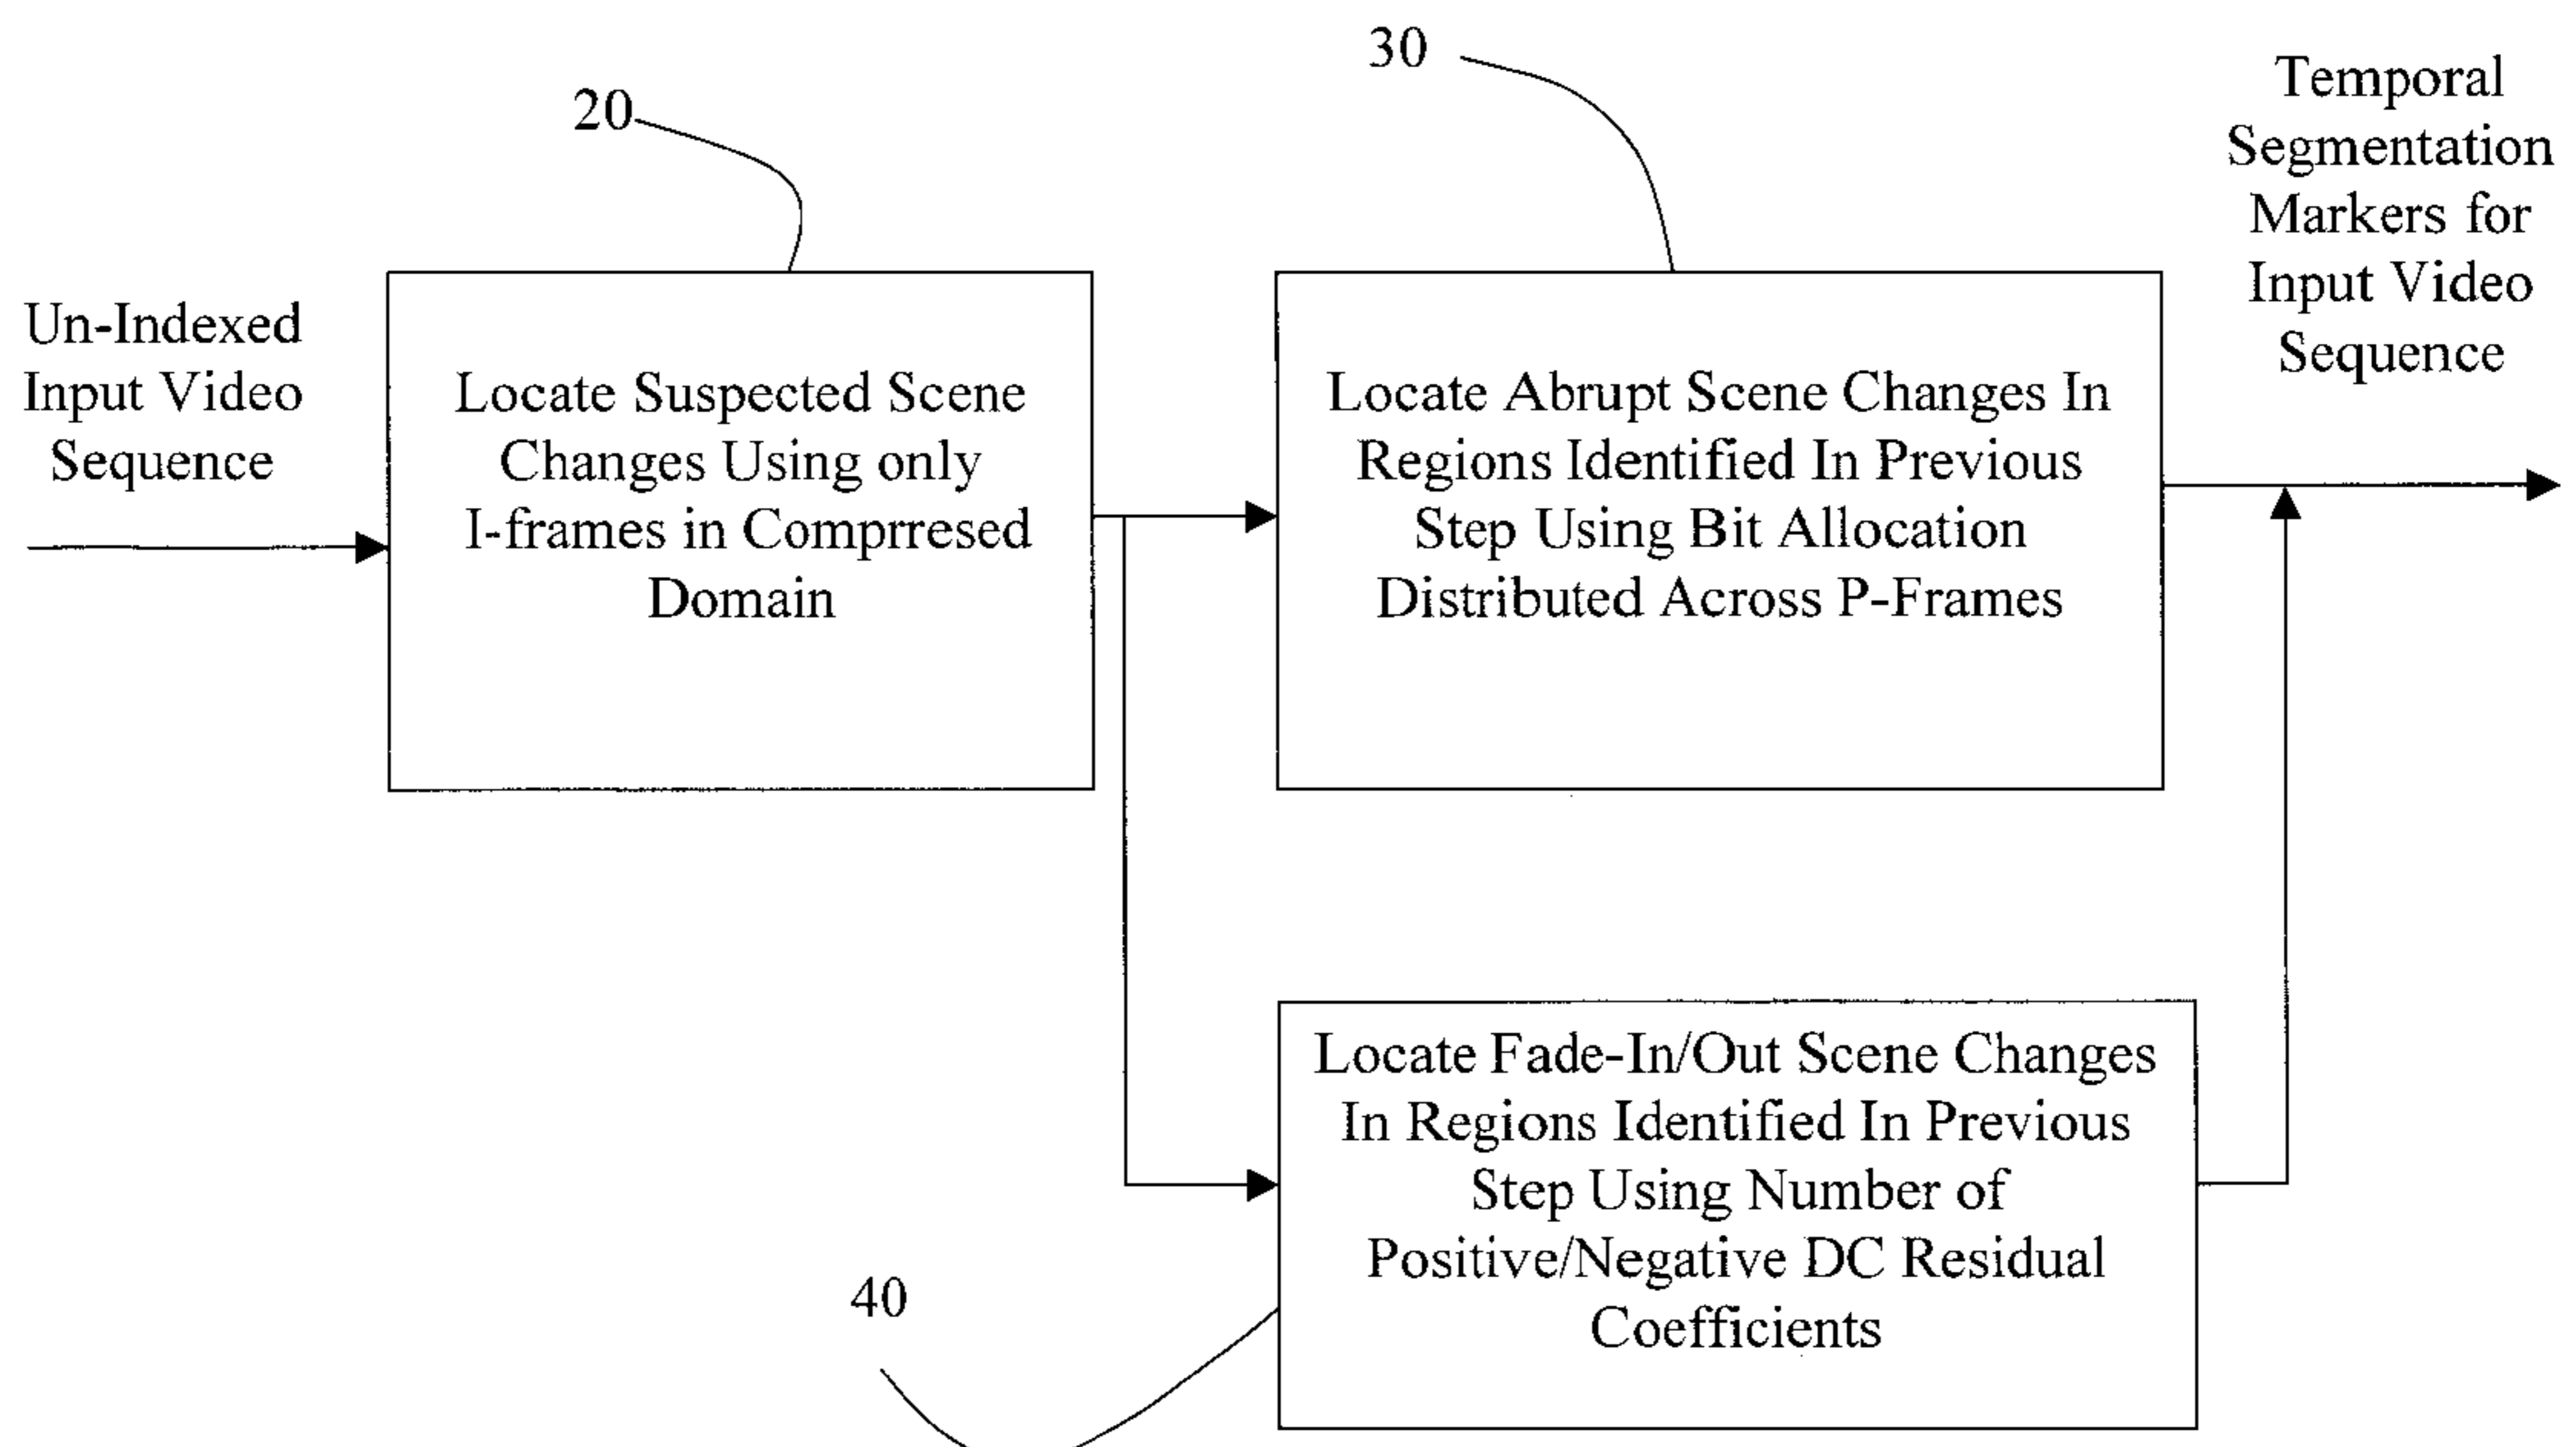 30
20
Temporal
Segmentation
Markers for
Input Video
Sequence
Un-Indexed
Input Video
Sequence
Locate Suspected Scene
Changes Using only
I-frames in Comprresed
Domain
Locate Abrupt Scene Changes In
Regions Identified In Previous
Step Using Bit Allocation
Distributed Across P-Frames
Locate Fade-In/Out Scene Changes
In Regions Identified In Previous
Step Using Number of
Positive/Negative DC Residual
Coefficients
40